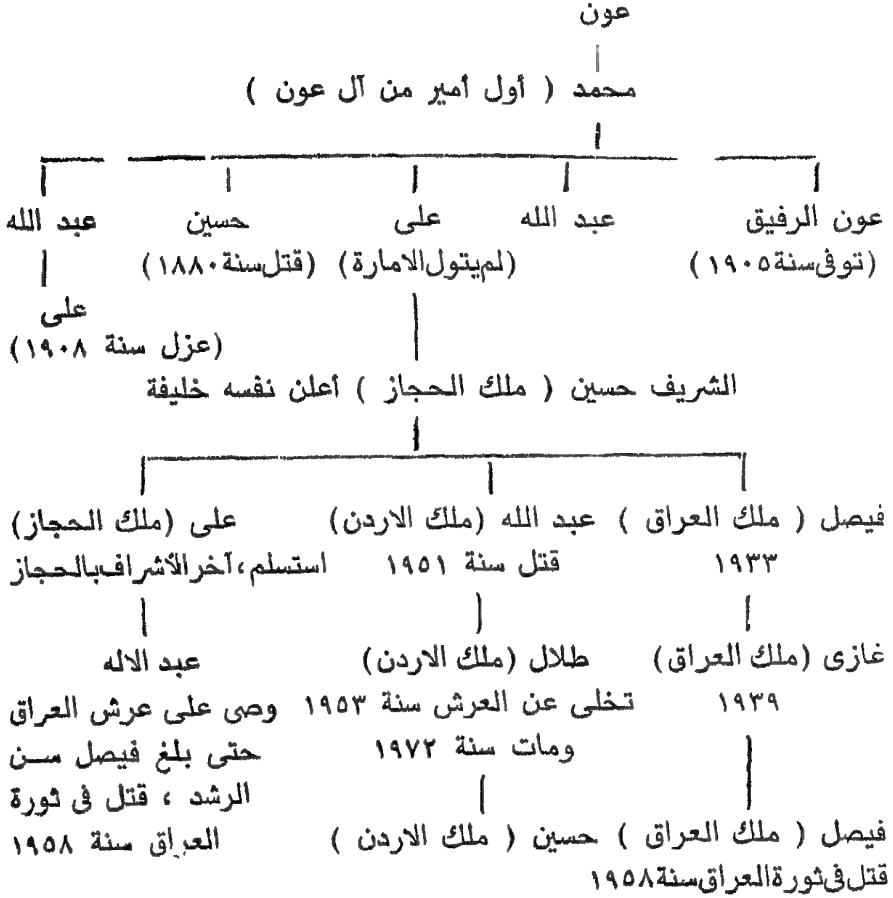 عون
محمد ( أول أمير من آل عون )
عون الرفيق عبد الله على حسين عبد الله
(توفى سنة ١٩٠٥) (لم يتول الامارة) (قتل سنة ١٨٨٠)
على
(عزل سنة ١٩٠٨)
الشريف حسين ( ملك الحجاز ) أعلن نفسه خليفة
فيصل ( ملك العراق ) عبد الله (ملك الاردن) على (ملك الحجاز)
١٩٣٣ قتل سنة ١٩٥١ استسلم، آخر الأشراف بالحجاز
غازى (ملك العراق) طلال (ملك الاردن) عبد الاله
١٩٣٩ تخلى عن العرش سنة ١٩٥٣ وصى على عرش العراق
ومات سنة ١٩٧٢ حتى بلغ فيصل سن
الرشد ، قتل فى ثورة
فيصل ( ملك العراق ) حسين ( ملك الاردن ) العراق سنة ١٩٥٨
قتل فى ثورة العراق سنة ١٩٥٨